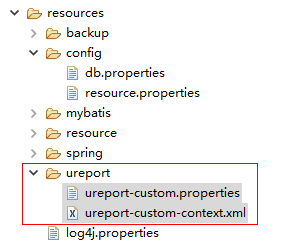 resources
backup
config
db.properties
resource.properties
mybatis
resource
spring
ureport
ureport-custom.properties
ureport-custom-context.xml
log4j.properties